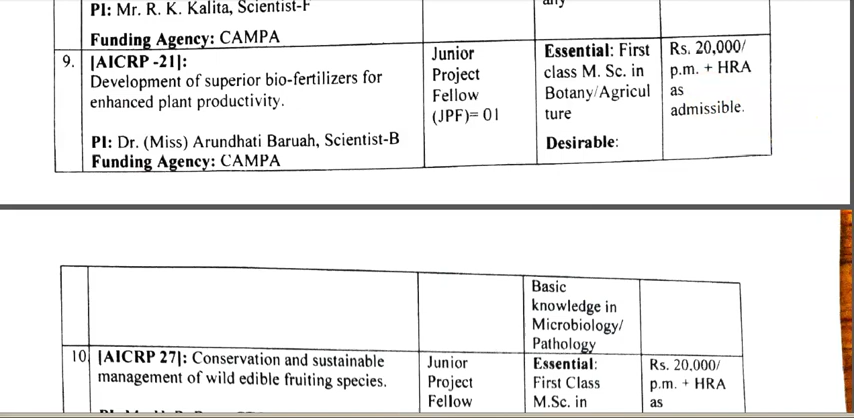 PI: Mr. R. K. Kalita, Scientist-F
any
Funding Agency: CAMPA
9.
[AICRP -21]:
Development of superior bio-fertilizers for
enhanced plant productivity.
PI: Dr. (Miss) Arundhati Baruah, Scientist-B
Funding Agency: CAMPA
Junior
Project
Fellow
(JPF)= 01
Essential: First
class M. Sc. in
Botany/Agricul
ture
Desirable:
Rs. 20,000/
p.m. + HRA
as
admissible.
Basic
knowledge in
Microbiology/
Pathology
10.
[AICRP 27]: Conservation and sustainable
management of wild edible fruiting species.
Junior
Project
Fellow
Essential:
First Class
M.Sc. in
Rs. 20,000/
p.m. + HRA
as